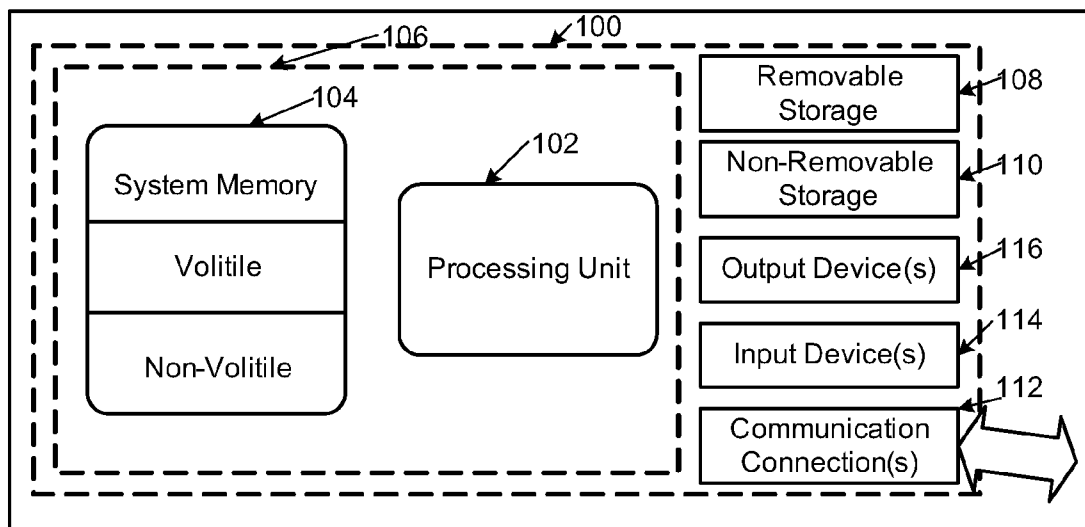 100
106
104
System Memory
Volitile
Non-Volitile
102
Processing Unit
Removable
Storage
108
Non-Removable
Storage
110
Output Device(s)
116
Input Device(s)
114
112
Communication
Connection(s)